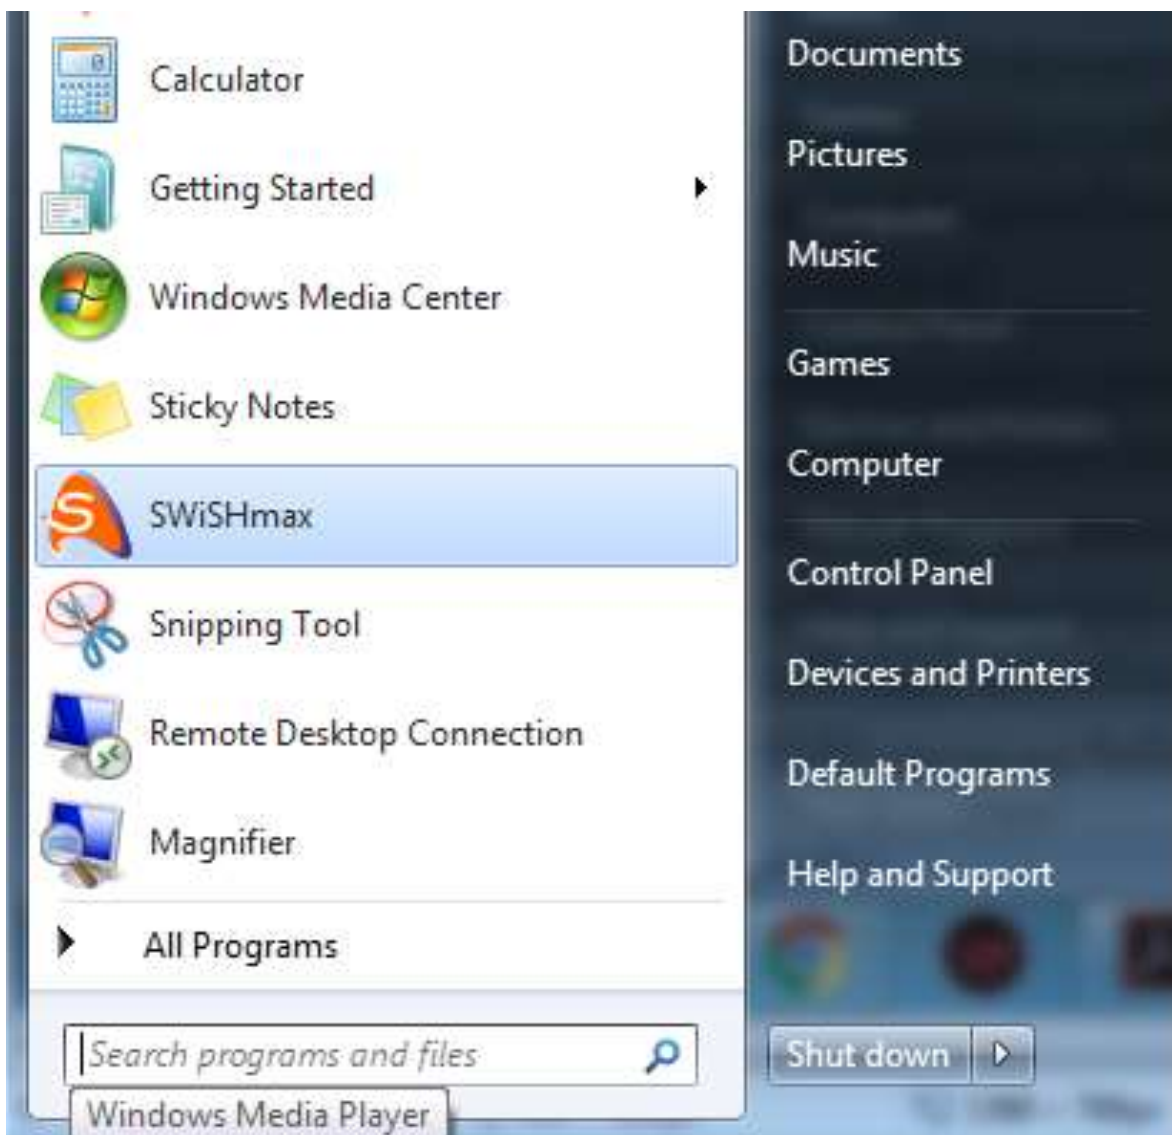 Calculator
Getting Started
Windows Media Center
Sticky Notes
SWiSHmax
Snipping Tool
Remote Desktop Connection
Magnifier
All Programs
Search programs and files
Windows Media Player
Documents
Pictures
Music
Games
Computer
Control Panel
Devices and Printers
Default Programs
Help and Support
Shut down